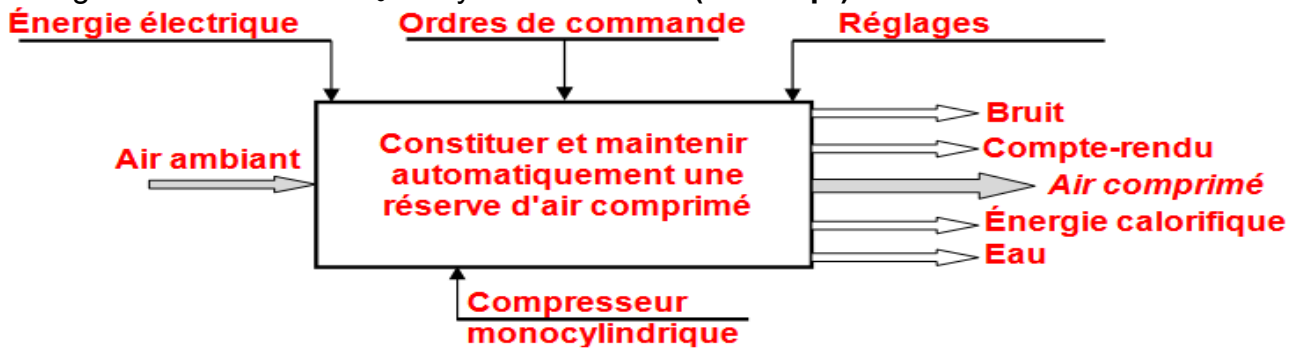 Énergie électrique
Ordres de commande
Réglages
Bruit
Constituer et maintenir
automatiquement une
réserve d'air comprimé
Air ambiant
Compte-rendu
Air comprimé
Énergie calorifique
Eau
Compresseur
monocylindrique